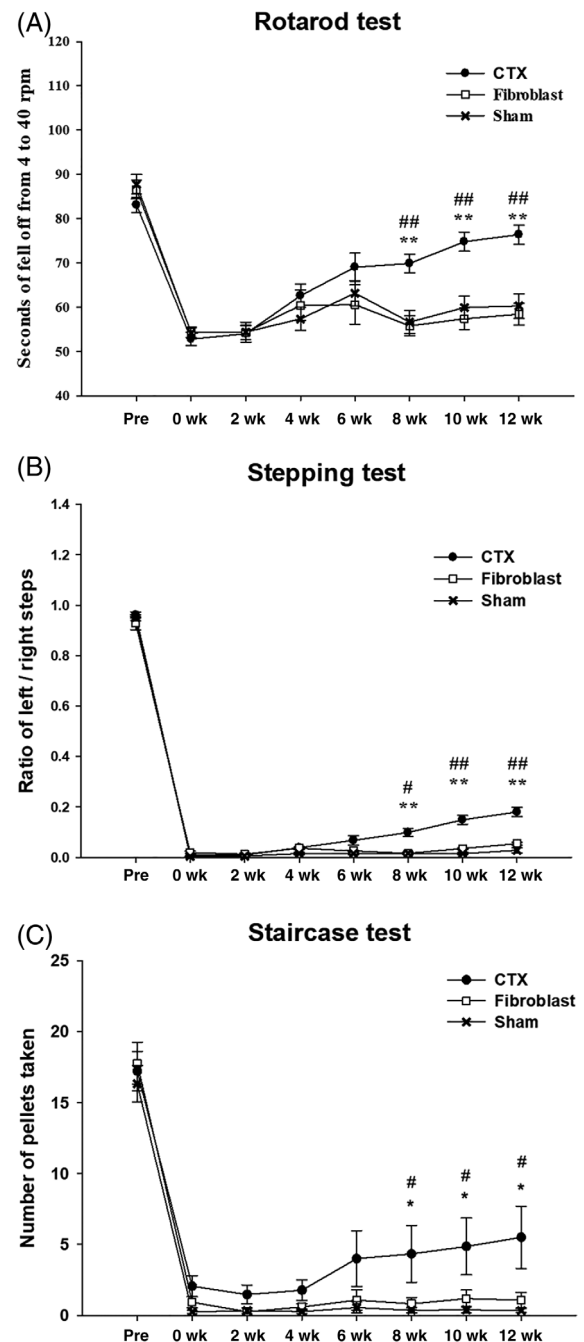 (A)
Rotarod test
Seconds of fell off from 4 to 40 rpm
120
110
100
90
80
70
60
50
40
CTX
Fibroblast
Sham
## ## ##
** ** **
Pre 0 wk 2 wk 4 wk 6 wk 8 wk 10 wk 12 wk
(B)
Stepping test
Ratio of left / right steps
1.4
1.2
1.0
0.8
0.6
0.4
0.2
0.0
CTX
Fibroblast
Sham
# ## ##
** ** **
Pre 0 wk 2 wk 4 wk 6 wk 8 wk 10 wk 12 wk
(C)
Staircase test
Number of pellets taken
25
20
15
10
5
0
CTX
Fibroblast
Sham
# # #
* * *
Pre 0 wk 2 wk 4 wk 6 wk 8 wk 10 wk 12 wk